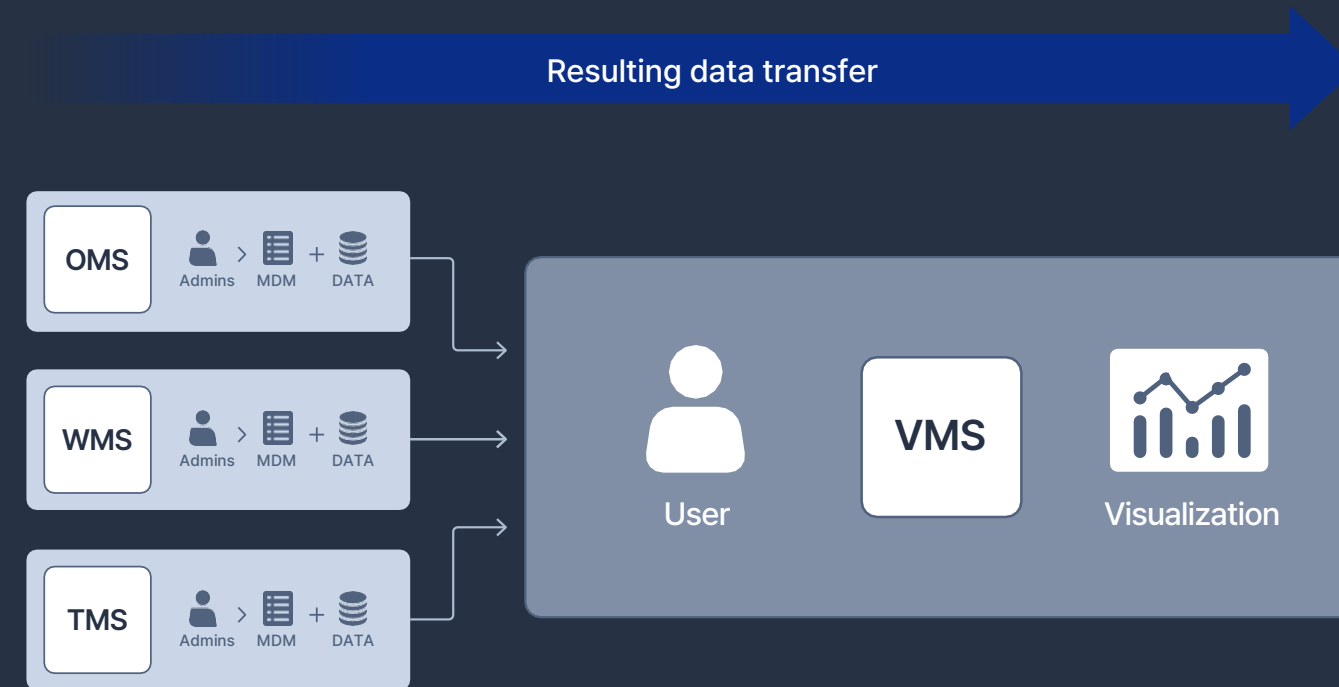 Resulting data transfer
OMS
Admins > MDM + DATA
WMS
Admins > MDM + DATA
TMS
Admins > MDM + DATA
User
VMS
Visualization